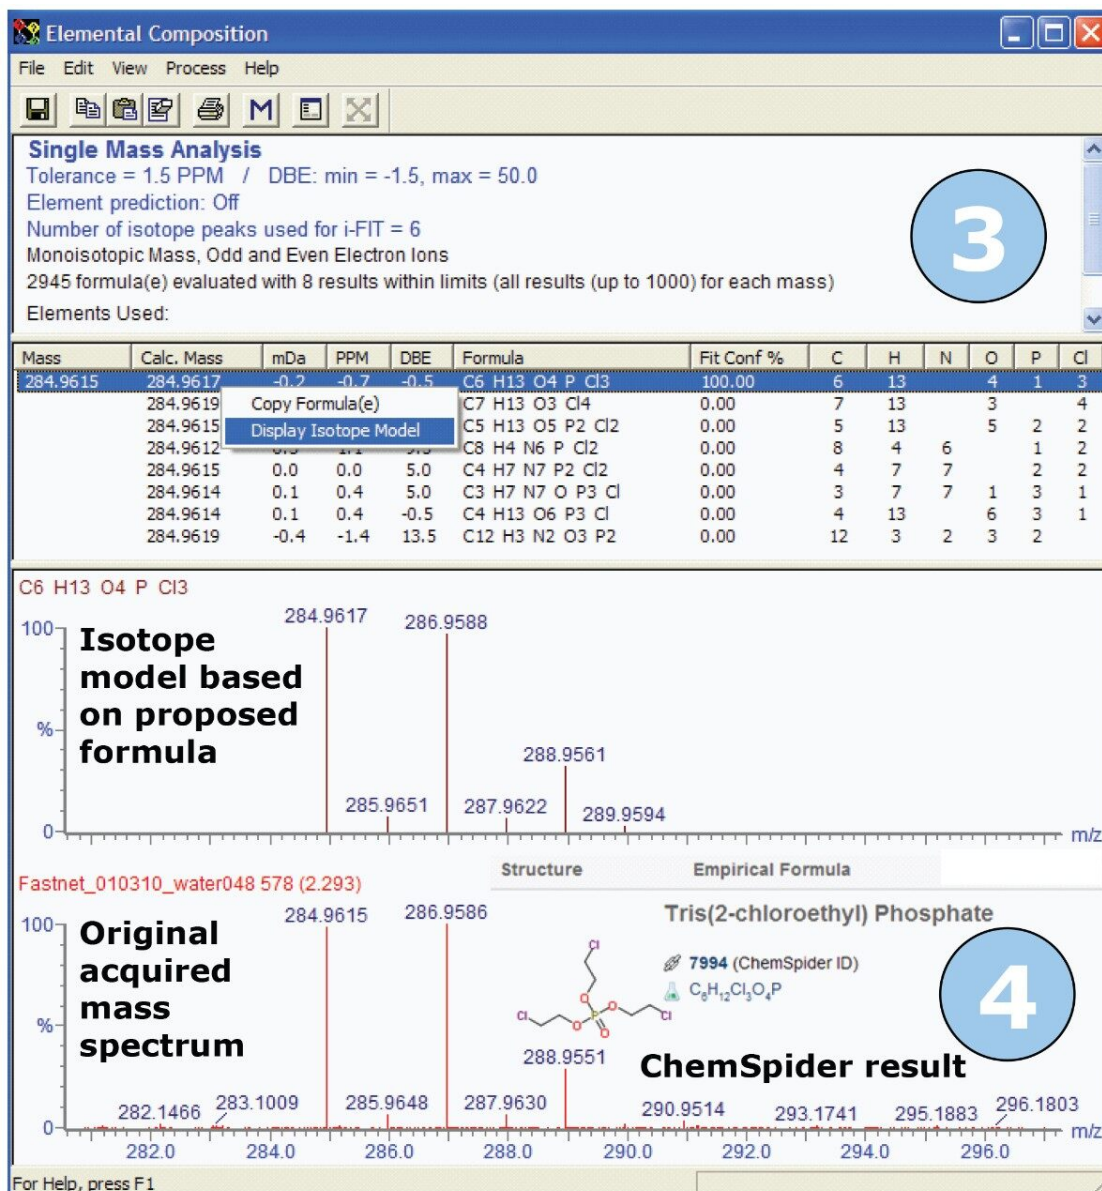 Elemental Composition
File Edit View Process Help
M
Single Mass Analysis
Tolerance = 1.5 PPM / DBE: min = -1.5, max = 50.0
Element prediction: Off
Number of isotope peaks used for i-FIT = 6
Monoisotopic Mass, Odd and Even Electron Ions
2945 formula(e) evaluated with 8 results within limits (all results (up to 1000) for each mass)
Elements Used:
3
Mass Calc. Mass mDa PPM DBE Formula Fit Conf % C H N O P Cl
284.9615 284.9617 -0.2 -0.7 -0.5 C6 H13 O4 P Cl3 100.00 6 13 4 1 3
284.9619 C7 H13 O3 Cl4 0.00 7 13 3 4
284.9615 C5 H13 O5 P2 Cl2 0.00 5 13 5 2 2
284.9612 C8 H4 N6 P Cl2 0.00 8 4 6 1 2
284.9615 0.0 0.0 5.0 C4 H7 N7 P2 Cl2 0.00 4 7 7 2 2
284.9614 0.1 0.4 5.0 C3 H7 N7 O P3 Cl 0.00 3 7 7 1 3 1
284.9614 0.1 0.4 -0.5 C4 H13 O6 P3 Cl 0.00 4 13 6 3 1
284.9619 -0.4 -1.4 13.5 C12 H3 N2 O3 P2 0.00 12 3 2 3 2
Copy Formula(e)
Display Isotope Model
C6 H13 O4 P Cl3
100
%
0
Isotope
model based
on proposed
formula
284.9617
286.9588
288.9561
285.9651
287.9622
289.9594
m/z
Fastnet_010310_water048 578 (2.293)
100
%
0
Original
acquired
mass
spectrum
284.9615
286.9586
288.9551
282.1466
283.1009
285.9648
287.9630
290.9514
293.1741
295.1883
296.1803
m/z
282.0 284.0 286.0 288.0 290.0 292.0 294.0 296.0
Structure Empirical Formula
Tris(2-chloroethyl) Phosphate
7994 (ChemSpider ID)
C6H12Cl3O4P
Cl
O
O
P
O
O
Cl
Cl
ChemSpider result
4
For Help, press F1